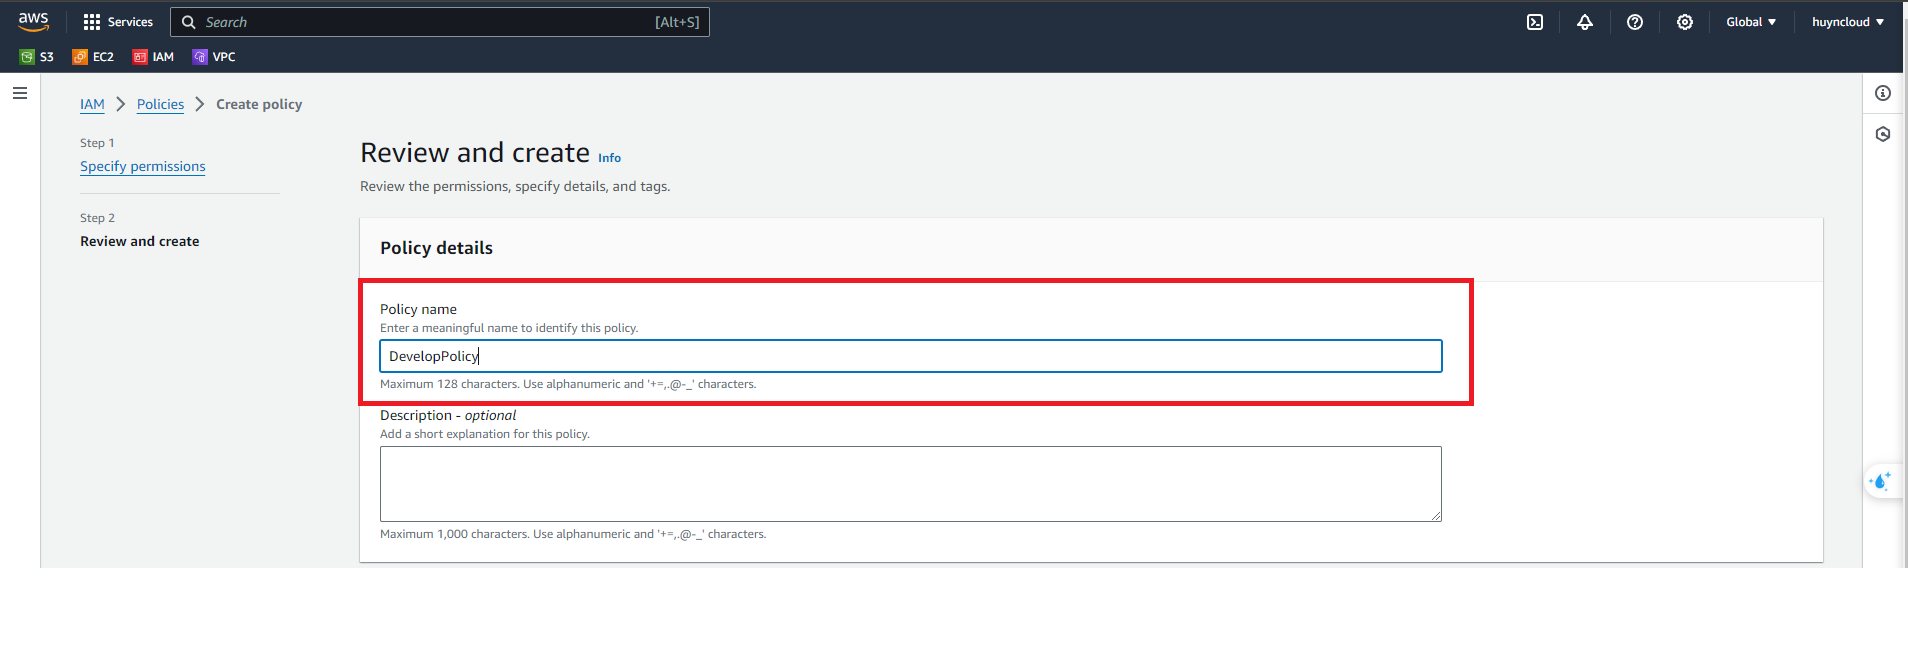 aws Services Search [Alt+S] Global huyncloud
S3 EC2 IAM VPC
IAM Policies Create policy
Step 1
Specify permissions
Step 2
Review and create
Review and create Info
Review the permissions, specify details, and tags.
Policy details
Policy name
Enter a meaningful name to identify this policy.
DevelopPolicy
Maximum 128 characters. Use alphanumeric and '+=,.@-_' characters.
Description - optional
Add a short explanation for this policy.
Maximum 1,000 characters. Use alphanumeric and '+=,.@-_' characters.